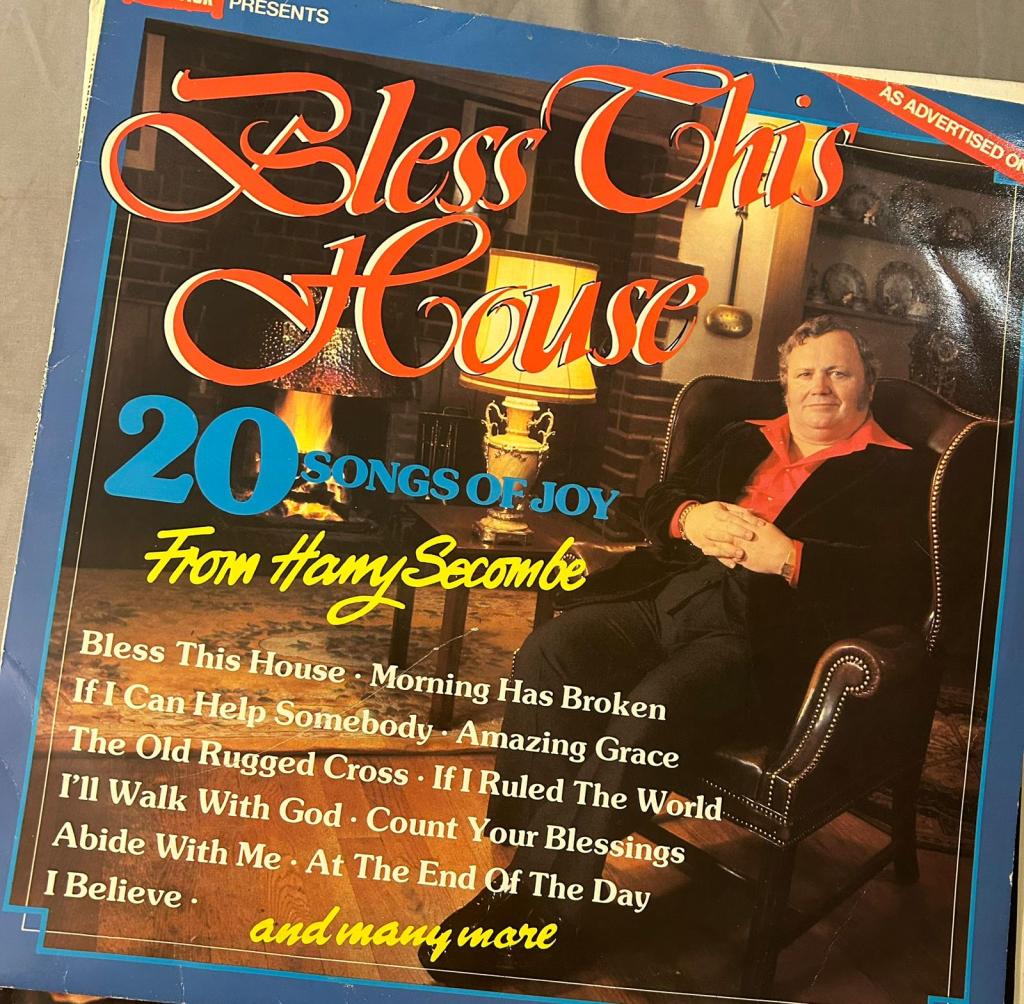 PRESENTS
AS ADVERTISED ON
Bless This
House
20 SONGS OF JOY
From Harry Secombe
Bless This House · Morning Has Broken
If I Can Help Somebody · Amazing Grace
The Old Rugged Cross · If I Ruled The World
I'll Walk With God · Count Your Blessings
Abide With Me · At The End Of The Day
I Believe ·
and many more